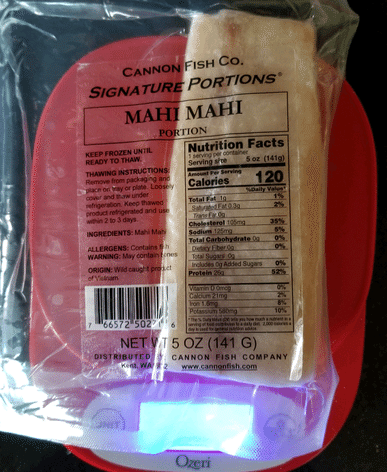 CANNON FISH CO.
SIGNATURE PORTIONS®
MAHI MAHI
PORTION
KEEP FROZEN UNTIL
READY TO THAW.
THAWING INSTRUCTIONS:
Remove from packaging and
place on tray or plate. Loosely
cover and thaw under
refrigeration. Keep thawed
product refrigerated and use
within 2 to 3 days.
INGREDIENTS: Mahi Mahi
ALLERGENS: Contains fish
WARNING: May contain bones
ORIGIN: Wild caught product
of Vietnam
Nutrition Facts
1 serving per container
Serving size 5 oz (141g)
Amount Per Serving
Calories 120
%Daily Value*
Total Fat 1g 1%
Saturated Fat 0.3g 2%
Trans Fat 0g
Cholesterol 105mg 35%
Sodium 125mg 5%
Total Carbohydrate 0g 0%
Dietary Fiber 0g 0%
Total Sugars 0g
Includes 0g Added Sugars 0%
Protein 26g 52%
Vitamin D 0mcg 0%
Calcium 21mg 2%
Iron 1.6mg 8%
Potassium 580mg 10%
NET WT 5 OZ (141 G)
DISTRIBUTED BY CANNON FISH COMPANY
Kent, WA www.cannonfish.com
UNIT
Ozeri